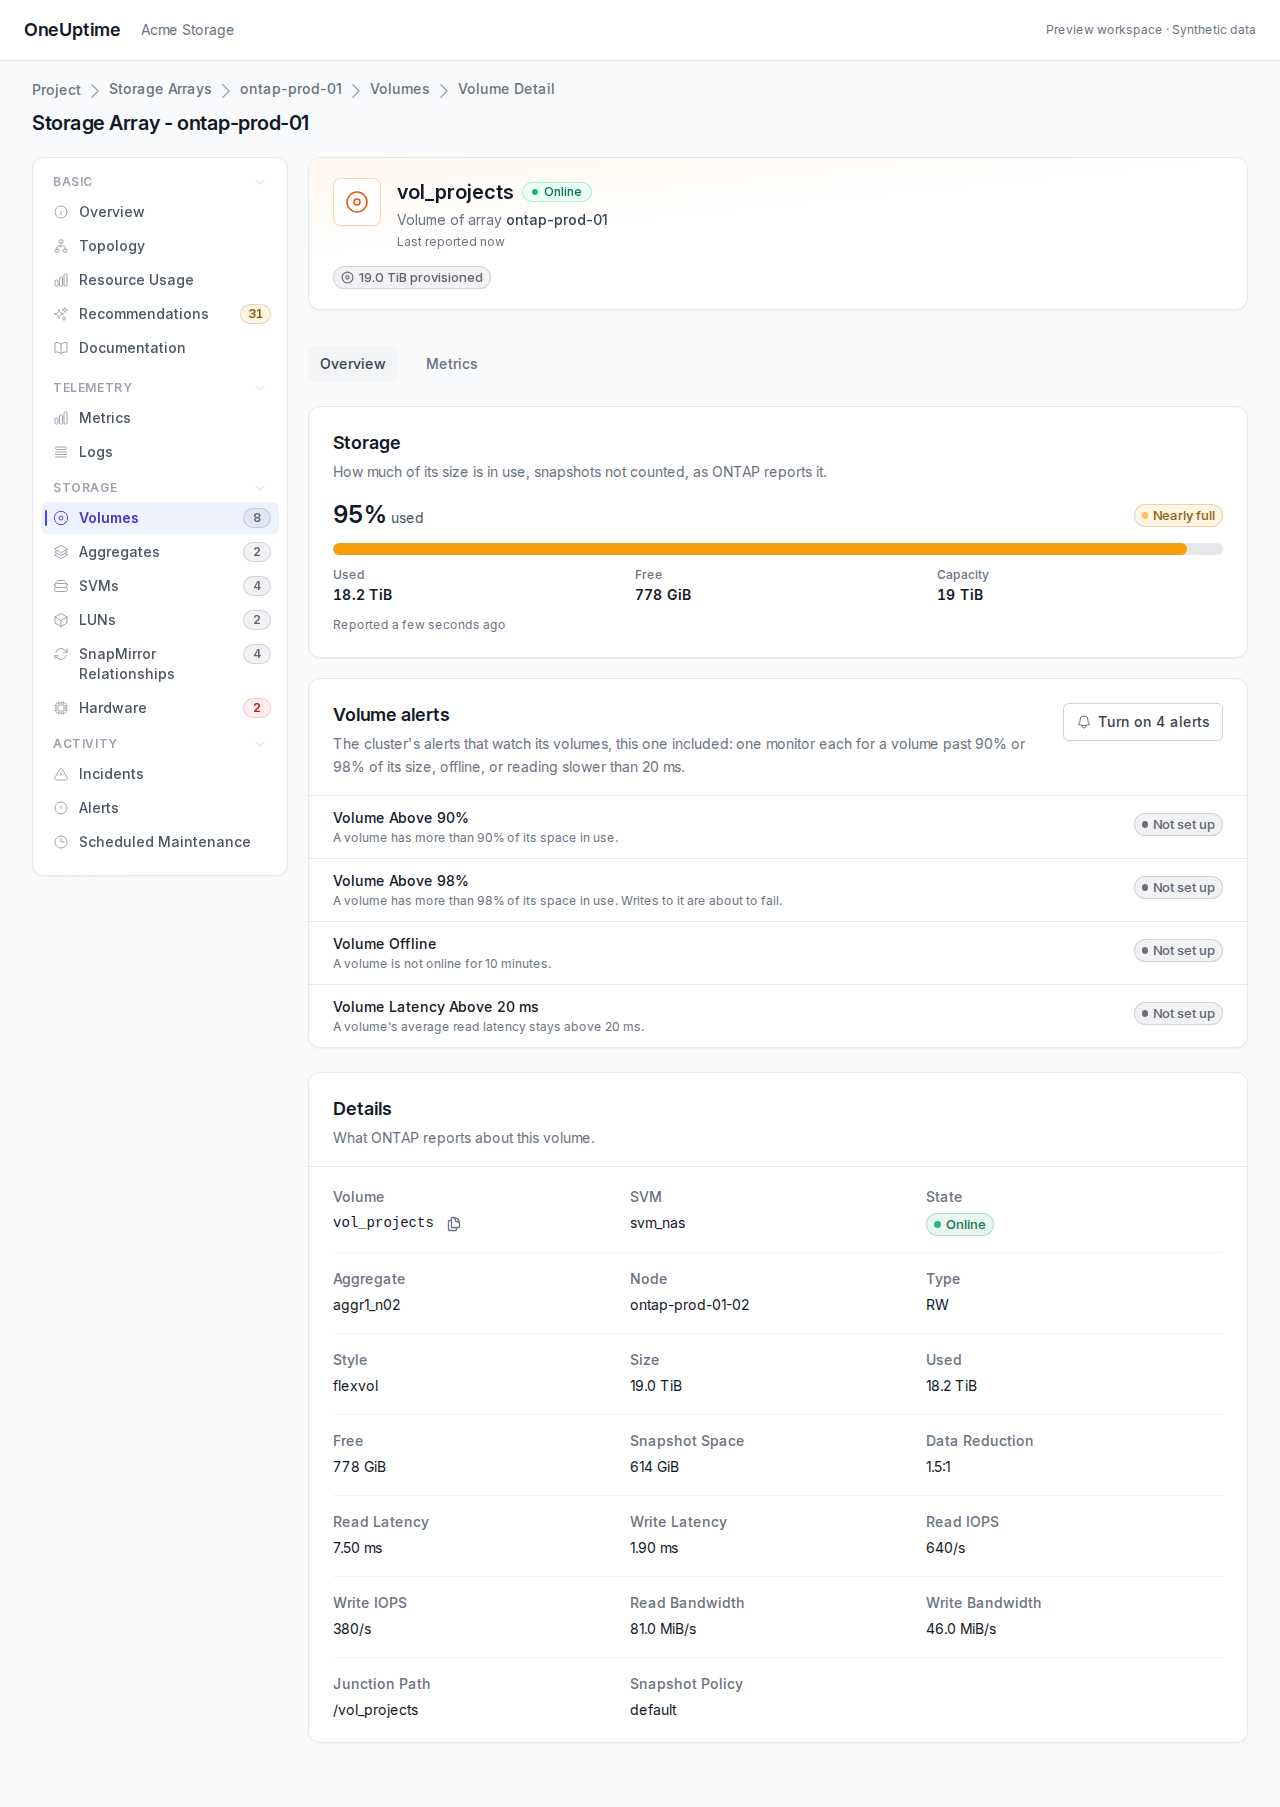 OneUptime
Acme Storage
Preview workspace · Synthetic data
Project > Storage Arrays > ontap-prod-01 > Volumes > Volume Detail
Storage Array - ontap-prod-01
BASIC
Overview
Topology
Resource Usage
Recommendations 31
Documentation
TELEMETRY
Metrics
Logs
STORAGE
Volumes 8
Aggregates 2
SVMs 4
LUNs 2
SnapMirror Relationships 4
Hardware 2
ACTIVITY
Incidents
Alerts
Scheduled Maintenance
vol_projects Online
Volume of array ontap-prod-01
Last reported now
19.0 TiB provisioned
Overview Metrics
Storage
How much of its size is in use, snapshots not counted, as ONTAP reports it.
95% used Nearly full
Used Free Capacity
18.2 TiB 778 GiB 19 TiB
Reported a few seconds ago
Volume alerts
Turn on 4 alerts
The cluster's alerts that watch its volumes, this one included: one monitor each for a volume past 90% or
98% of its size, offline, or reading slower than 20 ms.
Volume Above 90%
A volume has more than 90% of its space in use.
Not set up
Volume Above 98%
A volume has more than 98% of its space in use. Writes to it are about to fail.
Not set up
Volume Offline
A volume is not online for 10 minutes.
Not set up
Volume Latency Above 20 ms
A volume's average read latency stays above 20 ms.
Not set up
Details
What ONTAP reports about this volume.
Volume SVM State
vol_projects svm_nas Online
Aggregate Node Type
aggr1_n02 ontap-prod-01-02 RW
Style Size Used
flexvol 19.0 TiB 18.2 TiB
Free Snapshot Space Data Reduction
778 GiB 614 GiB 1.5:1
Read Latency Write Latency Read IOPS
7.50 ms 1.90 ms 640/s
Write IOPS Read Bandwidth Write Bandwidth
380/s 81.0 MiB/s 46.0 MiB/s
Junction Path Snapshot Policy
/vol_projects default